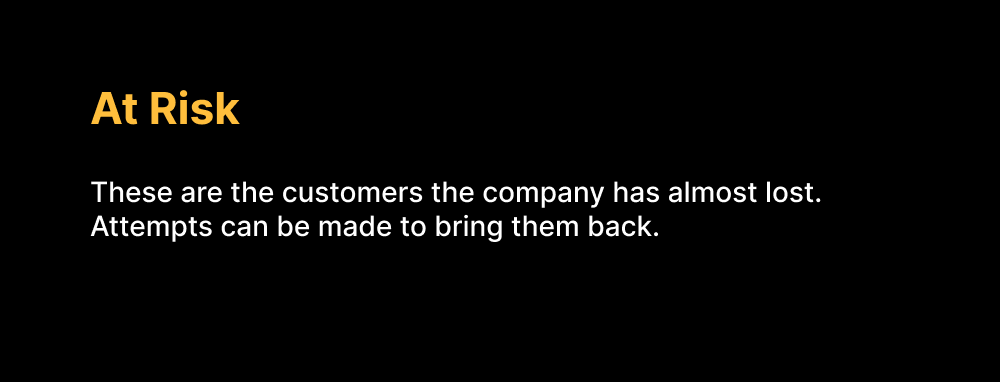 At Risk
These are the customers the company has almost lost.
Attempts can be made to bring them back.